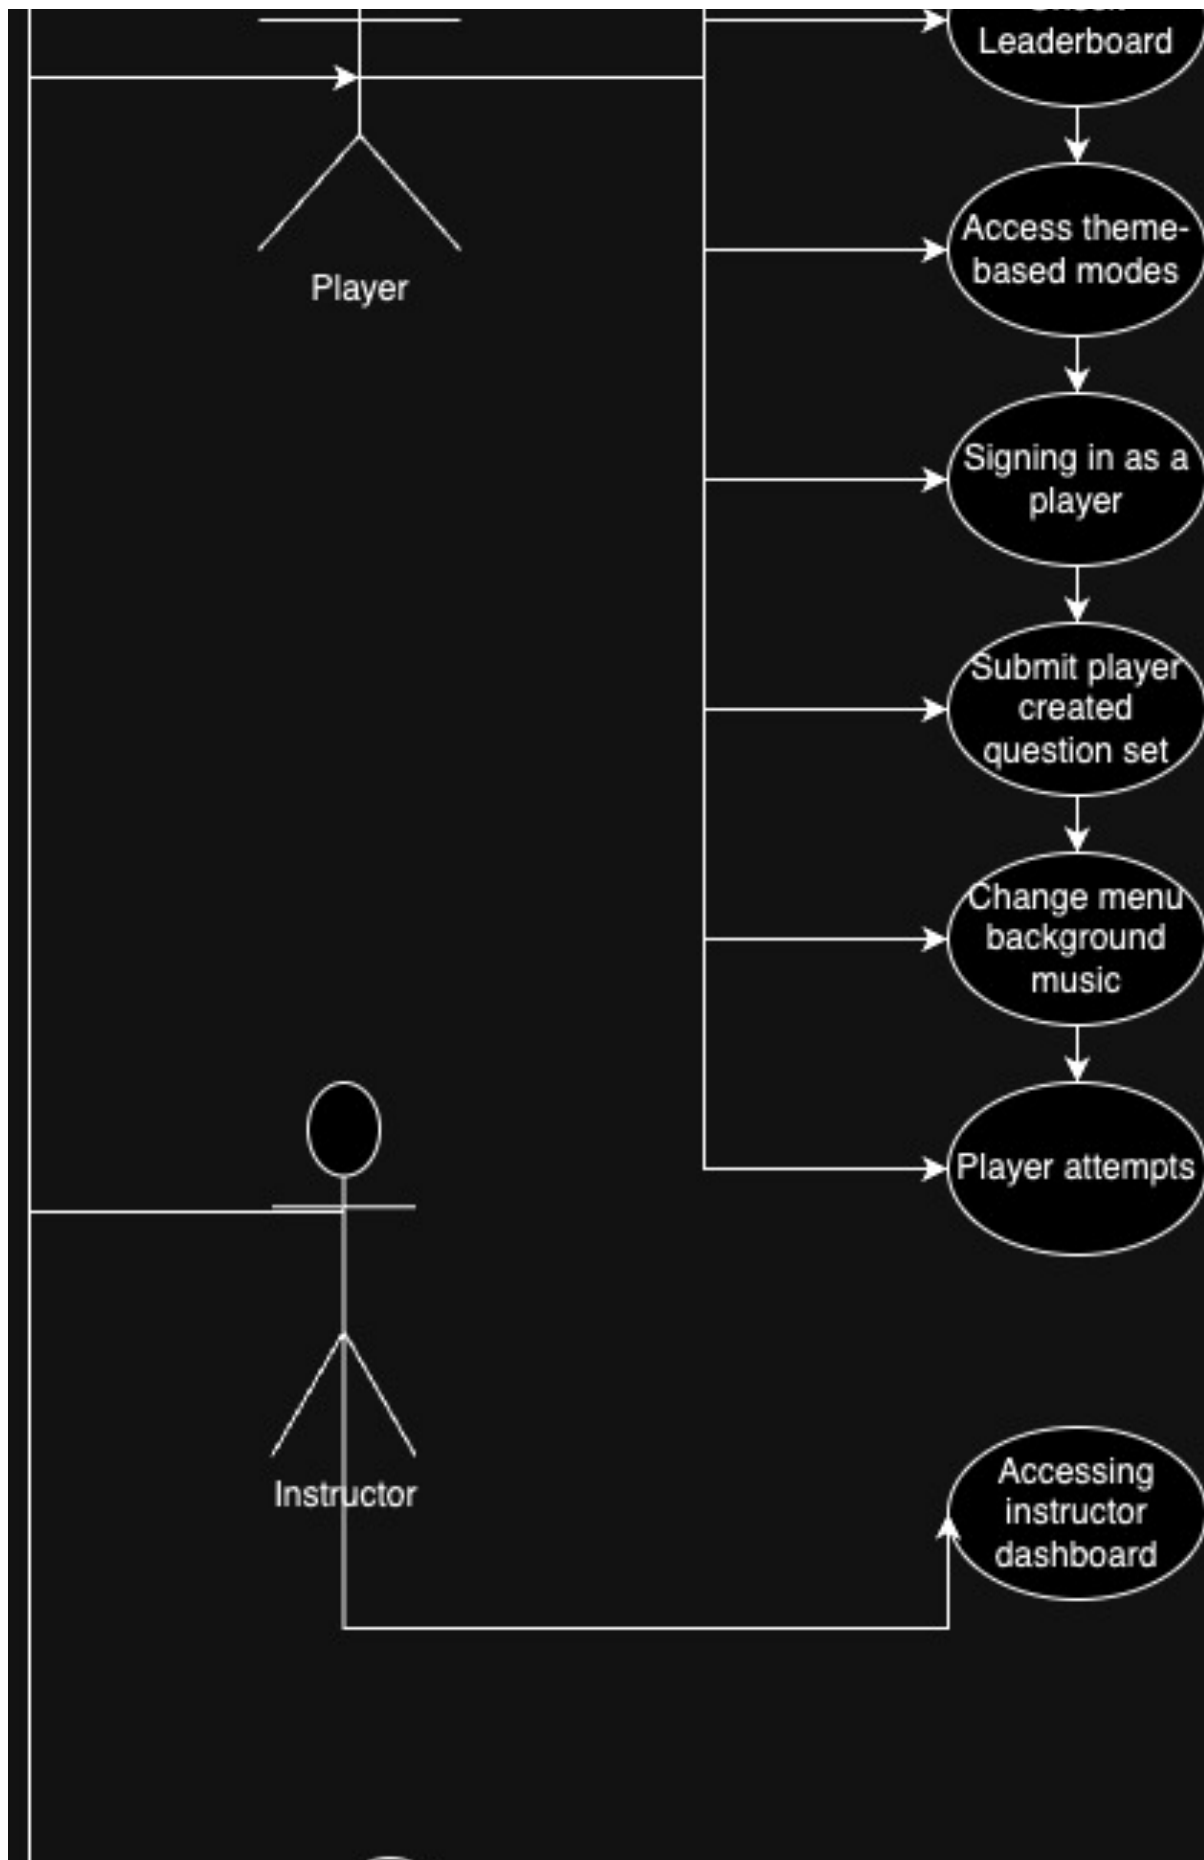 Leaderboard
Access theme-
based modes
Player
Signing in as a
player
Submit player
created
question set
Change menu
background
music
Player attempts
Instructor
Accessing
instructor
dashboard